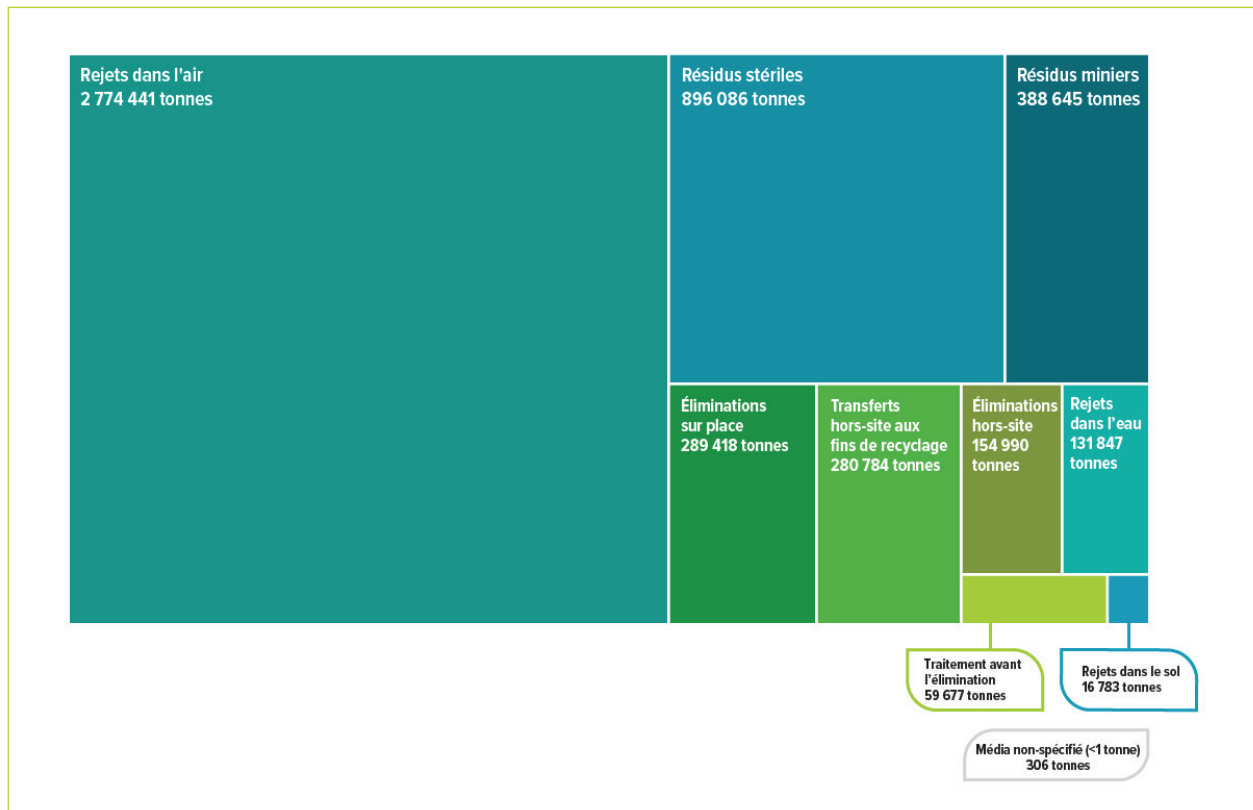 Rejets dans l'air
2 774 441 tonnes
Résidus stériles
896 086 tonnes
Résidus miniers
388 645 tonnes
Éliminations
sur place
289 418 tonnes
Transferts
hors-site aux
fins de recyclage
280 784 tonnes
Éliminations
hors-site
154 990
tonnes
Rejets
dans l'eau
131 847
tonnes
Traitement avant
l'élimination
59 677 tonnes
Rejets dans le sol
16 783 tonnes
Média non-spécifié (<1 tonne)
306 tonnes